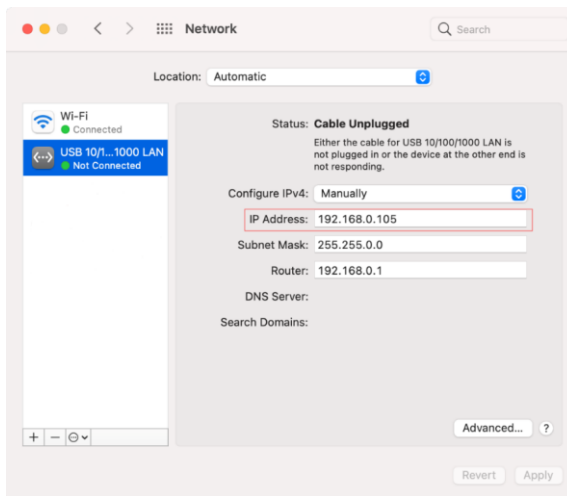 Network
Search
Location: Automatic
Wi-Fi
Connected
USB 10/1...1000 LAN
Not Connected
Status: Cable Unplugged
Either the cable for USB 10/100/1000 LAN is
not plugged in or the device at the other end is
not responding.
Configure IPv4: Manually
IP Address: 192.168.0.105
Subnet Mask: 255.255.0.0
Router: 192.168.0.1
DNS Server:
Search Domains:
Advanced... ?
Revert Apply